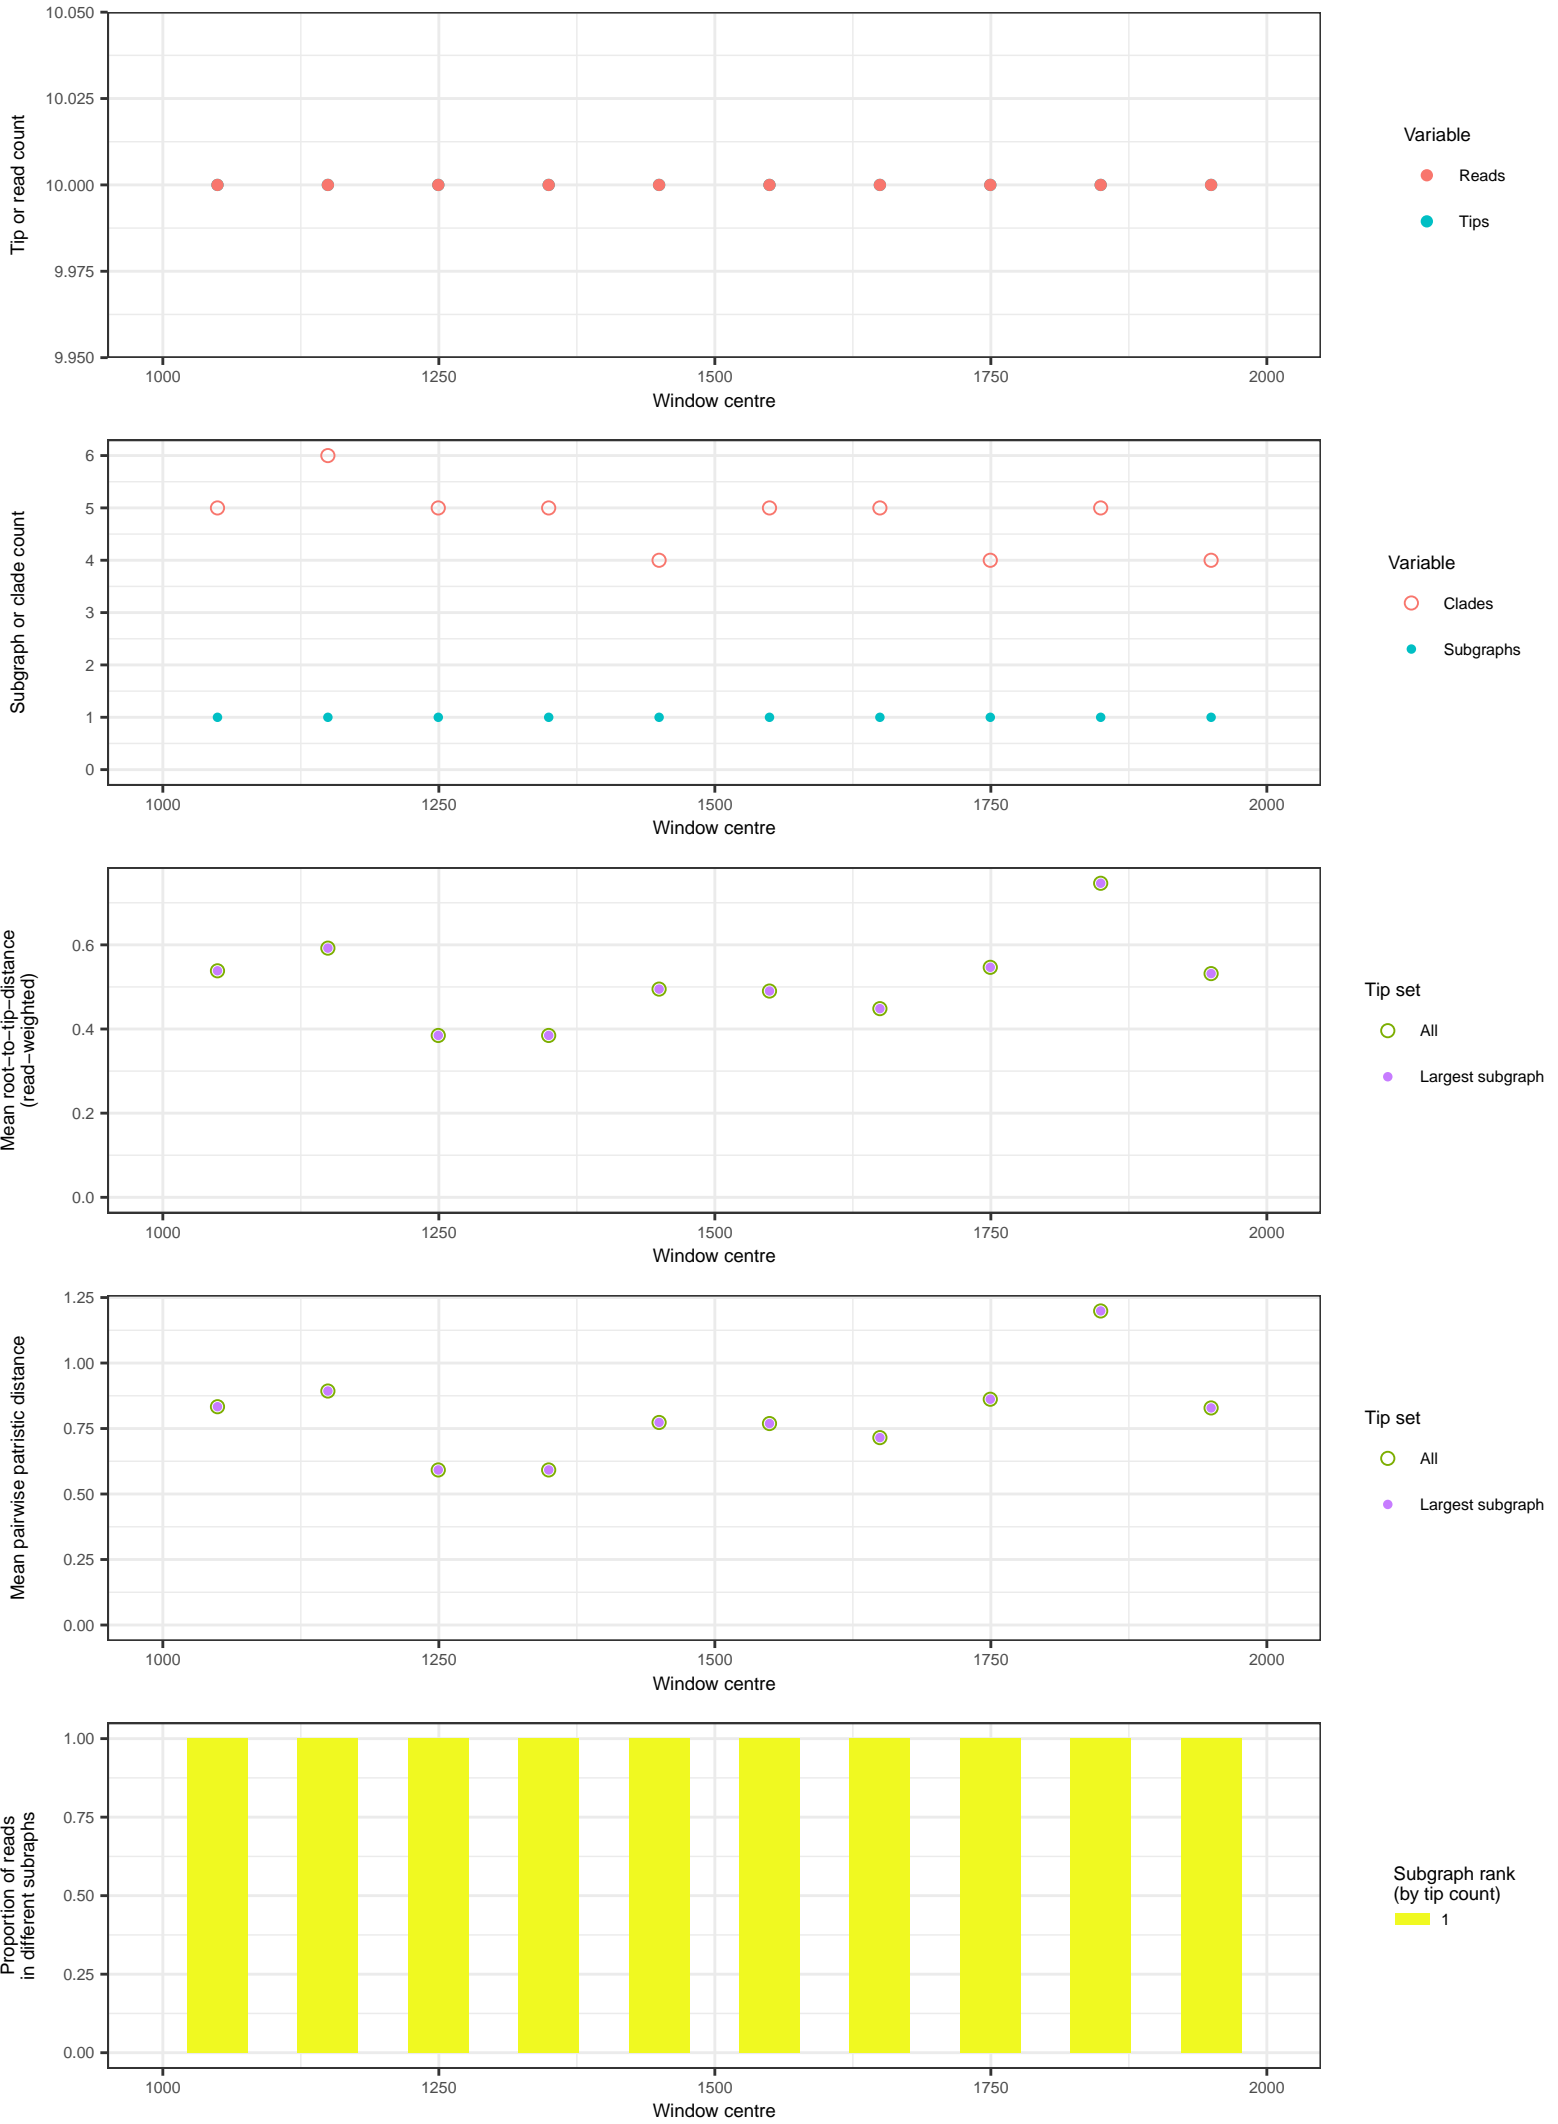 10.050
10.025
10.000
9.975
9.950
Tip or read count
1000 1250 1500 1750 2000
Window centre
Variable
Reads
Tips
6
5
4
3
2
1
0
Subgraph or clade count
1000 1250 1500 1750 2000
Window centre
Variable
Clades
Subgraphs
0.6
0.4
0.2
0.0
Mean root−to−tip−distance
(read−weighted)
1000 1250 1500 1750 2000
Window centre
Tip set
All
Largest subgraph
1.25
1.00
0.75
0.50
0.25
0.00
Mean pairwise patristic distance
1000 1250 1500 1750 2000
Window centre
Tip set
All
Largest subgraph
1.00
0.75
0.50
0.25
0.00
Proportion of reads
in different subraphs
1000 1250 1500 1750 2000
Window centre
Subgraph rank
(by tip count)
1